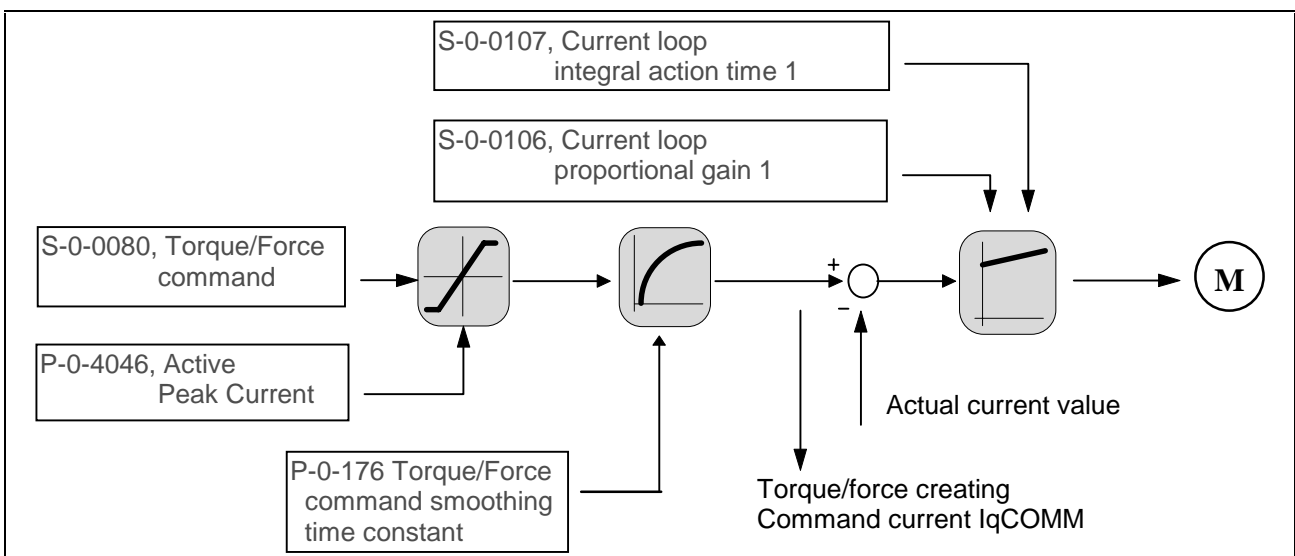 S-0-0107, Current loop
integral action time 1
S-0-0106, Current loop
proportional gain 1
S-0-0080, Torque/Force
command
P-0-4046, Active
Peak Current
P-0-176 Torque/Force
command smoothing
time constant
+
−
M
Actual current value
Torque/force creating
Command current IqCOMM